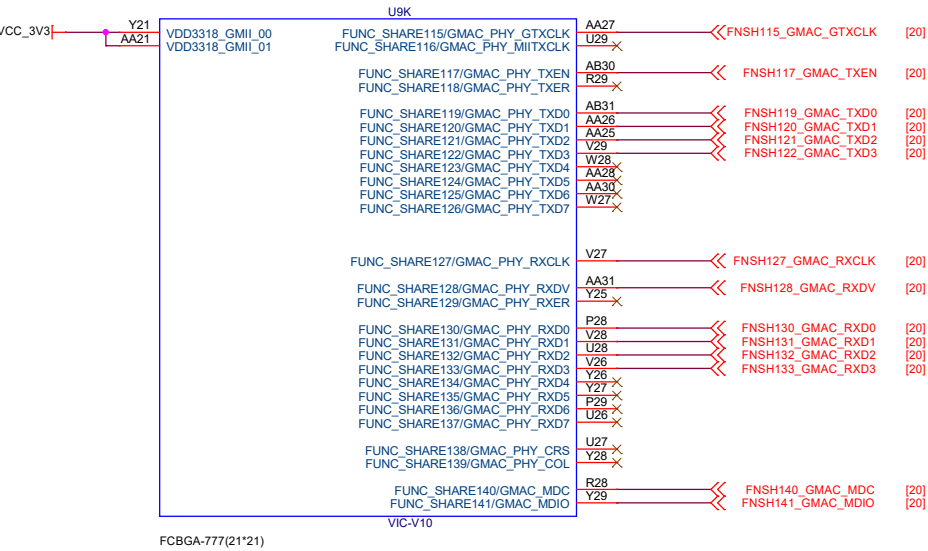 U9K
VCC_3V3 Y21 VDD3318_GMII_00 FUNC_SHARE115/GMAC_PHY_GTXCLK AA27 FNSH115_GMAC_GTXCLK [20]
AA21 VDD3318_GMII_01 FUNC_SHARE116/GMAC_PHY_MIITXCLK U29
FUNC_SHARE117/GMAC_PHY_TXEN AB30 FNSH117_GMAC_TXEN [20]
FUNC_SHARE118/GMAC_PHY_TXER R29
FUNC_SHARE119/GMAC_PHY_TXD0 AB31 FNSH119_GMAC_TXD0 [20]
FUNC_SHARE120/GMAC_PHY_TXD1 AA26 FNSH120_GMAC_TXD1 [20]
FUNC_SHARE121/GMAC_PHY_TXD2 AA25 FNSH121_GMAC_TXD2 [20]
FUNC_SHARE122/GMAC_PHY_TXD3 V29 FNSH122_GMAC_TXD3 [20]
FUNC_SHARE123/GMAC_PHY_TXD4 W28
FUNC_SHARE124/GMAC_PHY_TXD5 AA28
FUNC_SHARE125/GMAC_PHY_TXD6 AA30
FUNC_SHARE126/GMAC_PHY_TXD7 W27
FUNC_SHARE127/GMAC_PHY_RXCLK V27 FNSH127_GMAC_RXCLK [20]
FUNC_SHARE128/GMAC_PHY_RXDV AA31 FNSH128_GMAC_RXDV [20]
FUNC_SHARE129/GMAC_PHY_RXER Y25
FUNC_SHARE130/GMAC_PHY_RXD0 P28 FNSH130_GMAC_RXD0 [20]
FUNC_SHARE131/GMAC_PHY_RXD1 V28 FNSH131_GMAC_RXD1 [20]
FUNC_SHARE132/GMAC_PHY_RXD2 U28 FNSH132_GMAC_RXD2 [20]
FUNC_SHARE133/GMAC_PHY_RXD3 V26 FNSH133_GMAC_RXD3 [20]
FUNC_SHARE134/GMAC_PHY_RXD4 Y26
FUNC_SHARE135/GMAC_PHY_RXD5 Y27
FUNC_SHARE136/GMAC_PHY_RXD6 P29
FUNC_SHARE137/GMAC_PHY_RXD7 U26
FUNC_SHARE138/GMAC_PHY_CRS U27
FUNC_SHARE139/GMAC_PHY_COL Y28
FUNC_SHARE140/GMAC_MDC R28 FNSH140_GMAC_MDC [20]
FUNC_SHARE141/GMAC_MDIO Y29 FNSH141_GMAC_MDIO [20]
VIC-V10
FCBGA-777(21*21)